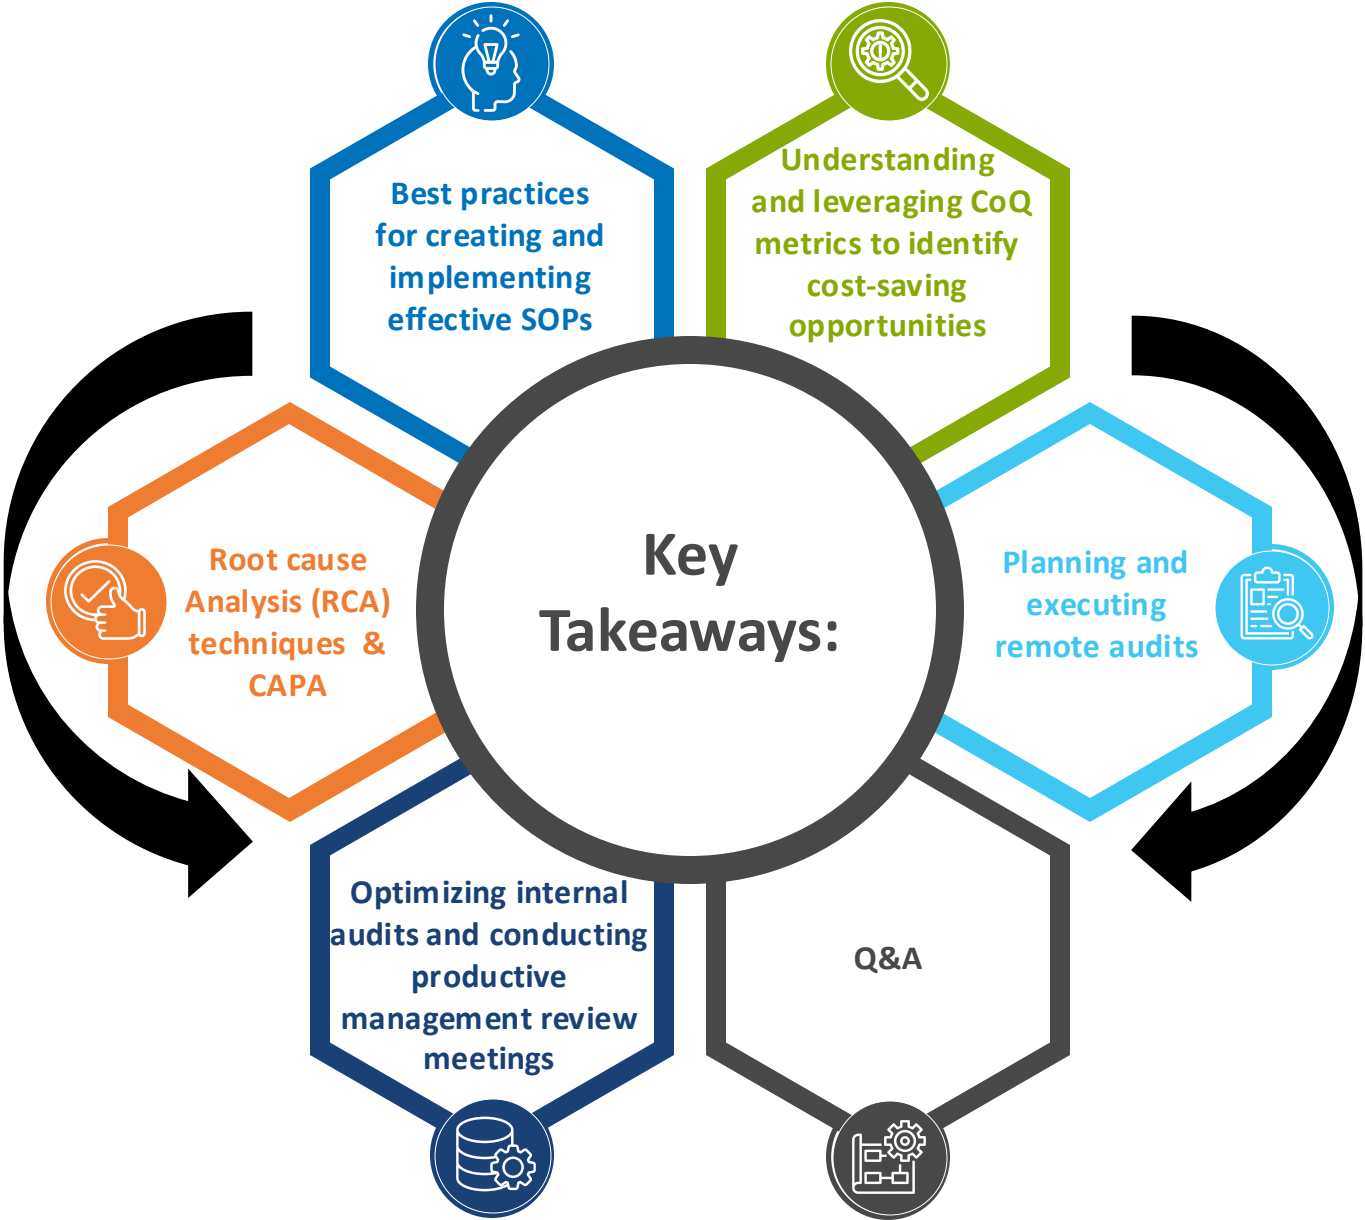 Best practices
for creating and
implementing
effective SOPs
Understanding
and leveraging CoQ
metrics to identify
cost-saving
opportunities
Root cause
Analysis (RCA)
techniques & 
CAPA
Key
Takeaways:
Planning and
executing
remote audits
Optimizing internal
audits and conducting
productive
management review
meetings
Q&A